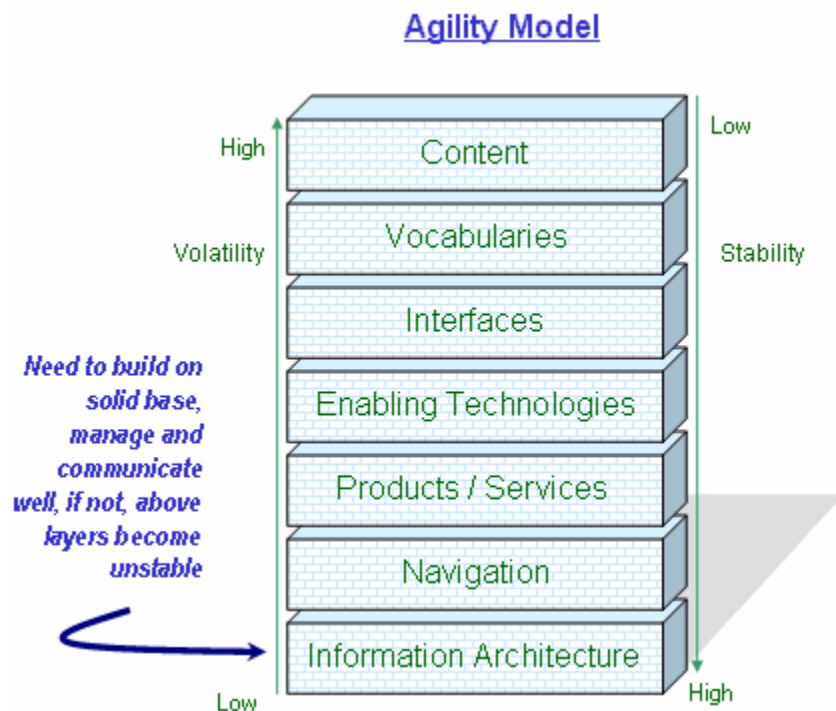 Agility Model
High
Low
Content
Vocabularies
Volatility
Stability
Interfaces
Need to build on
solid base,
manage and
communicate
well, if not, above
layers become
unstable
Enabling Technologies
Products / Services
Navigation
Information Architecture
Low
High